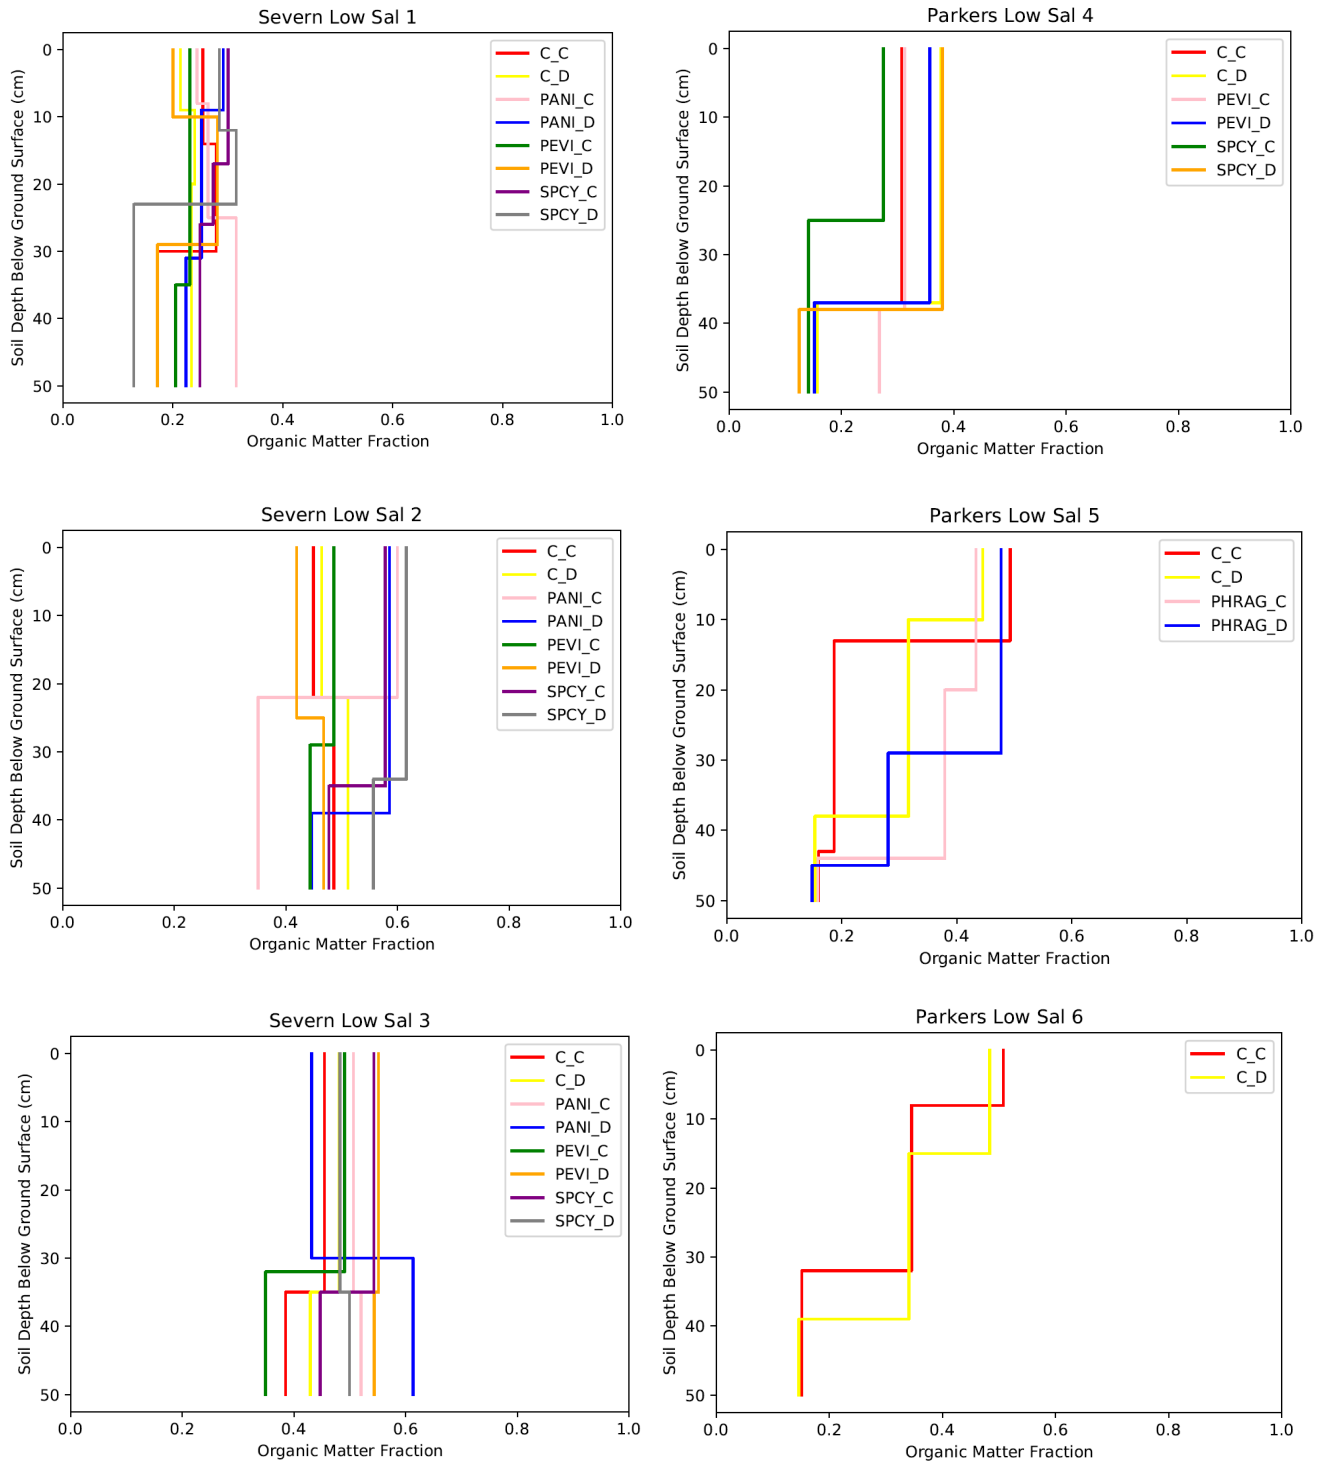 Severn Low Sal 1
0
10
20
30
40
50
Soil Depth Below Ground Surface (cm)
0.0 0.2 0.4 0.6 0.8 1.0
Organic Matter Fraction
C_C
C_D
PANI_C
PANI_D
PEVI_C
PEVI_D
SPCY_C
SPCY_D
Parkers Low Sal 4
0
10
20
30
40
50
Soil Depth Below Ground Surface (cm)
0.0 0.2 0.4 0.6 0.8 1.0
Organic Matter Fraction
C_C
C_D
PEVI_C
PEVI_D
SPCY_C
SPCY_D
Severn Low Sal 2
0
10
20
30
40
50
Soil Depth Below Ground Surface (cm)
0.0 0.2 0.4 0.6 0.8 1.0
Organic Matter Fraction
C_C
C_D
PANI_C
PANI_D
PEVI_C
PEVI_D
SPCY_C
SPCY_D
Parkers Low Sal 5
0
10
20
30
40
50
Soil Depth Below Ground Surface (cm)
0.0 0.2 0.4 0.6 0.8 1.0
Organic Matter Fraction
C_C
C_D
PHRAG_C
PHRAG_D
Severn Low Sal 3
0
10
20
30
40
50
Soil Depth Below Ground Surface (cm)
0.0 0.2 0.4 0.6 0.8 1.0
Organic Matter Fraction
C_C
C_D
PANI_C
PANI_D
PEVI_C
PEVI_D
SPCY_C
SPCY_D
Parkers Low Sal 6
0
10
20
30
40
50
Soil Depth Below Ground Surface (cm)
0.0 0.2 0.4 0.6 0.8 1.0
Organic Matter Fraction
C_C
C_D